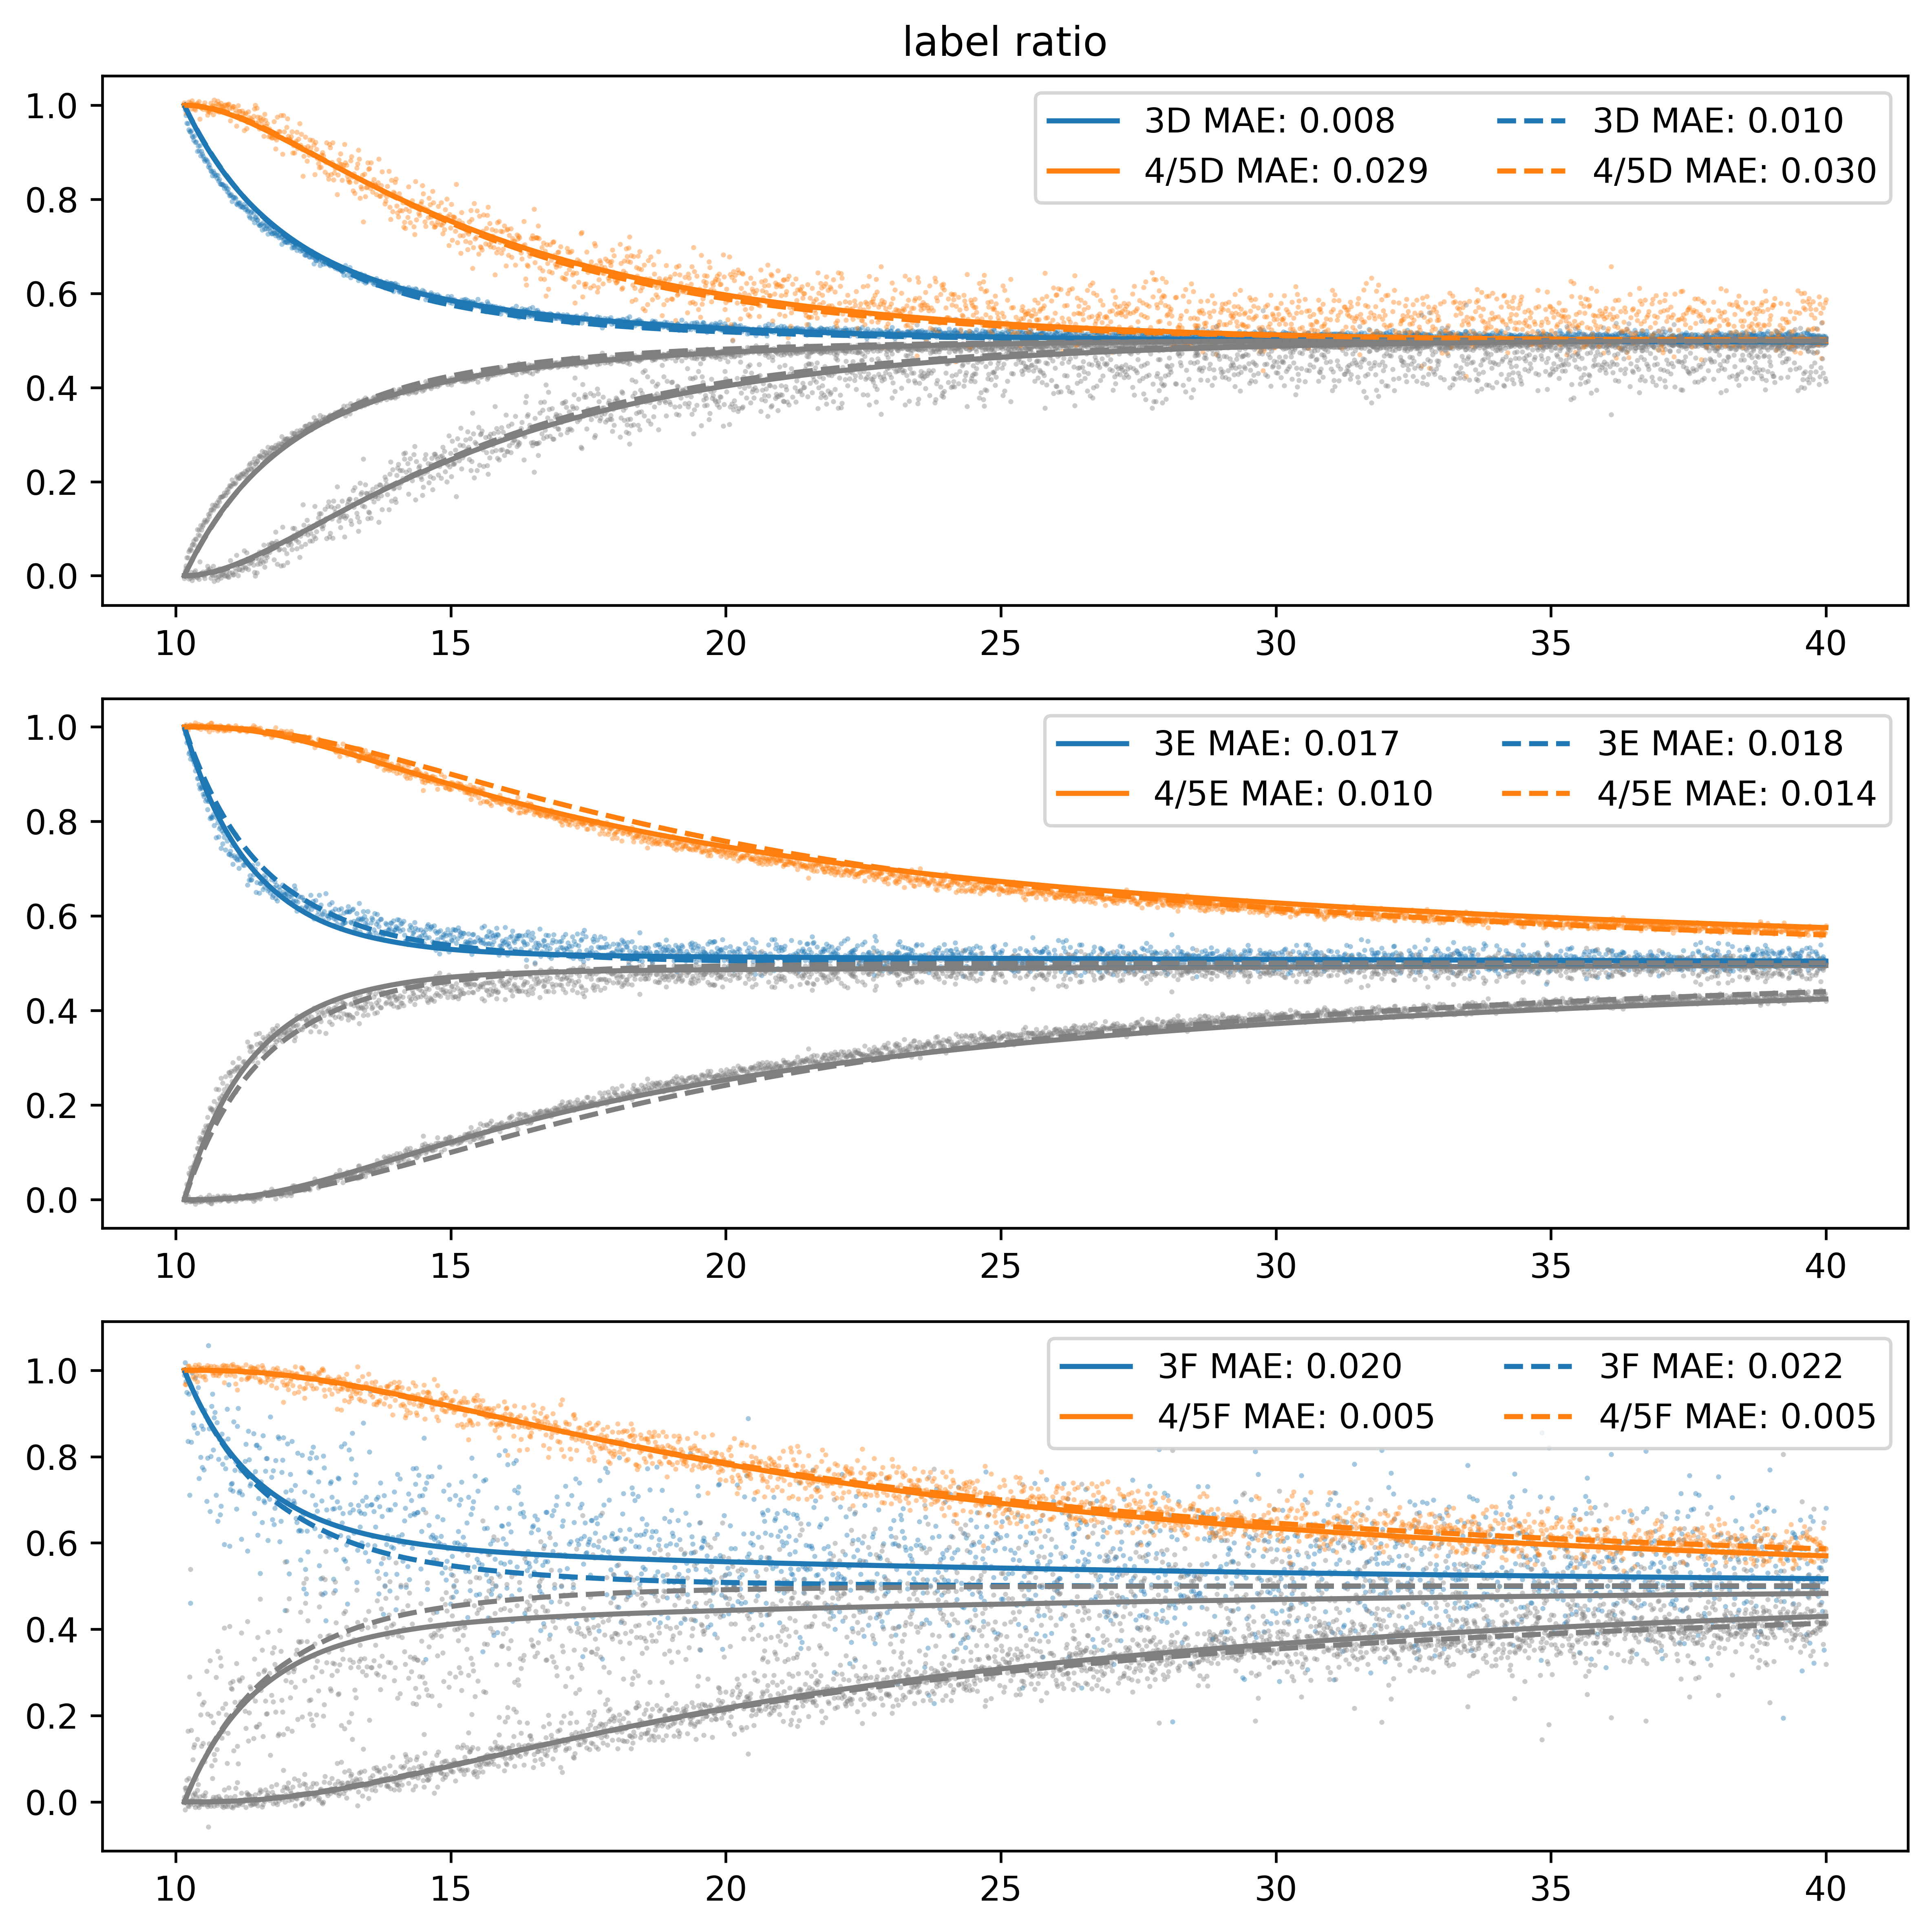 label ratio
1.0
0.8
0.6
0.4
0.2
0.0
3D MAE: 0.008 3D MAE: 0.010
4/5D MAE: 0.029 4/5D MAE: 0.030
10 15 20 25 30 35 40
1.0
0.8
0.6
0.4
0.2
0.0
3E MAE: 0.017 3E MAE: 0.018
4/5E MAE: 0.010 4/5E MAE: 0.014
10 15 20 25 30 35 40
1.0
0.8
0.6
0.4
0.2
0.0
3F MAE: 0.020 3F MAE: 0.022
4/5F MAE: 0.005 4/5F MAE: 0.005
10 15 20 25 30 35 40